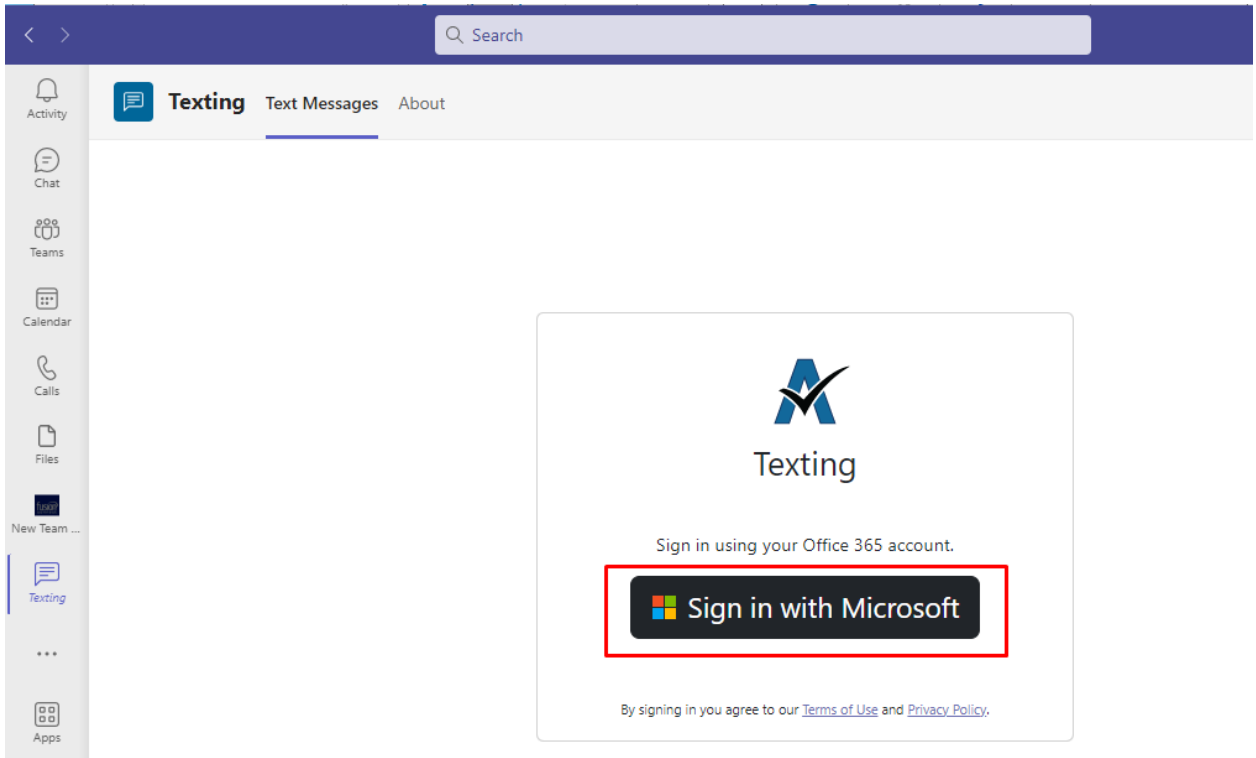 Search
Activity
Texting Text Messages About
Chat
Teams
Calendar
Calls
Files
New Team ...
Texting
Apps
Texting
Sign in using your Office 365 account.
Sign in with Microsoft
By signing in you agree to our Terms of Use and Privacy Policy.